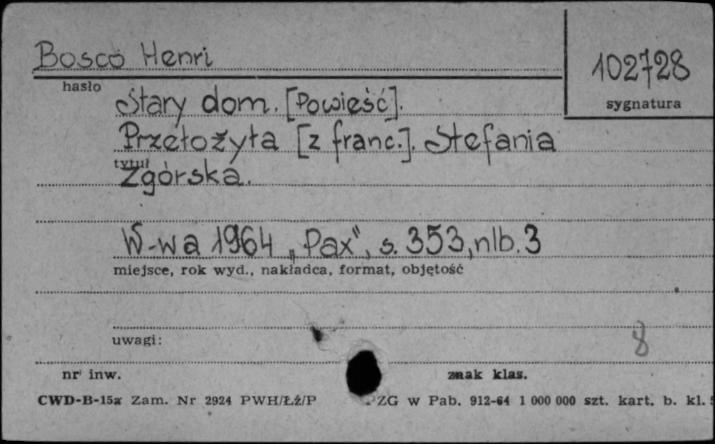 Bosco Henri
102728
hasło
sygnatura
Stary dom. [Powieść].
Przełożyła [z franc.]. Stefania
tytuł
Zgórska.
W-wa 1964 „Pax", s. 353, nlb. 3
miejsce, rok wyd., nakładca, format, objętość
uwagi:
8
nr inw.
znak klas.
CWD-B-15a Zam. Nr 2924 PWH/Łź/P
PZG w Pab. 912-64 1 000 000 szt. kart. b. kl.